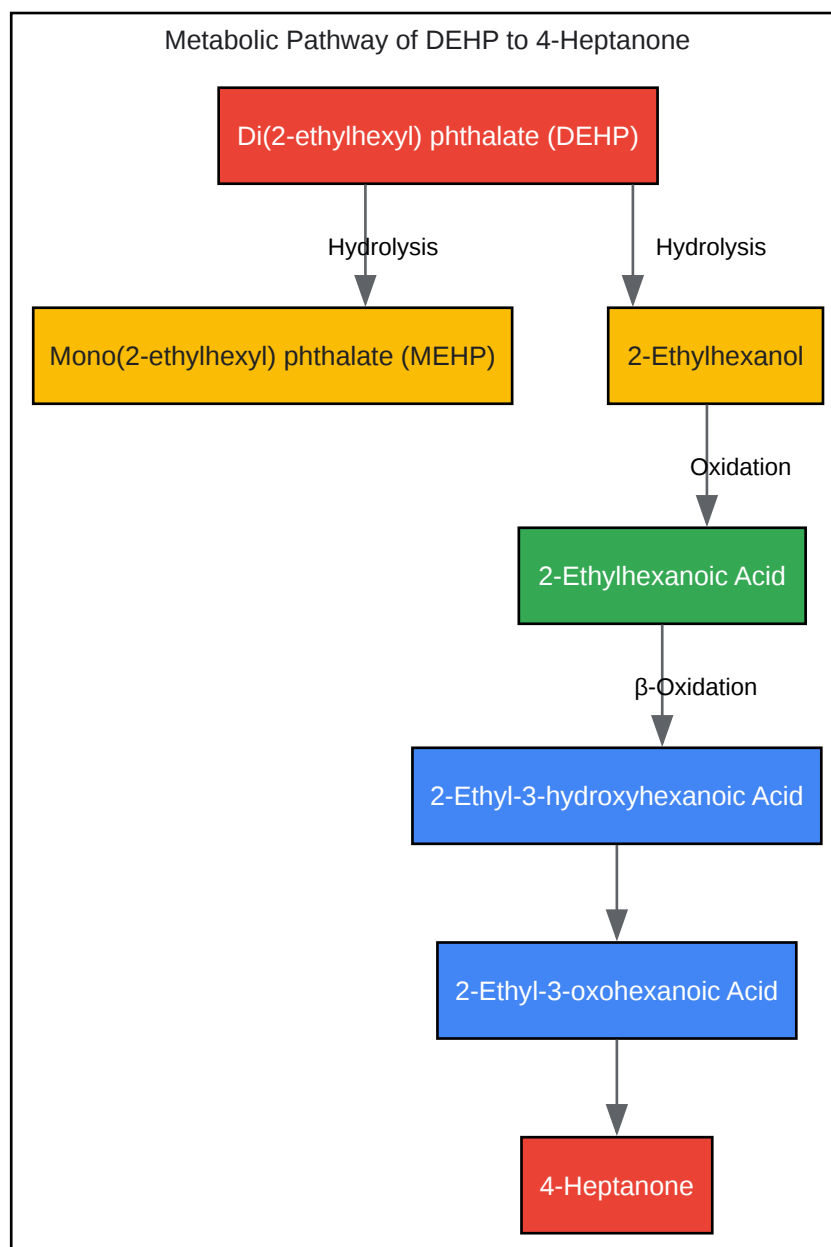 Metabolic Pathway of DEHP to 4-Heptanone
Di(2-ethylhexyl) phthalate (DEHP)
Hydrolysis
Hydrolysis
Mono(2-ethylhexyl) phthalate (MEHP)
2-Ethylhexanol
Oxidation
2-Ethylhexanoic Acid
β-Oxidation
2-Ethyl-3-hydroxyhexanoic Acid
2-Ethyl-3-oxohexanoic Acid
4-Heptanone